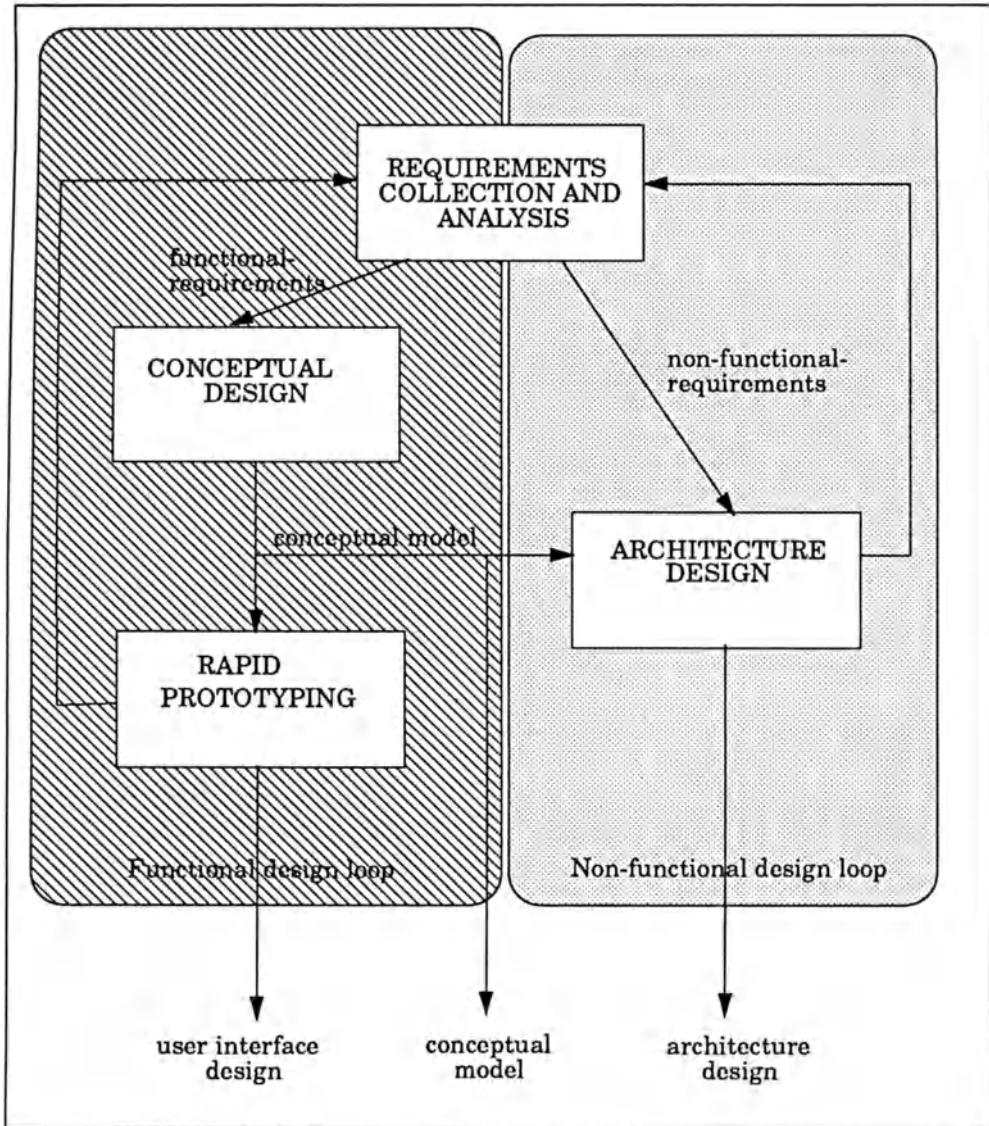 REQUIREMENTS
COLLECTION AND
ANALYSIS
functional-
requirements
CONCEPTUAL
DESIGN
non-functional-
requirements
conceptual model
ARCHITECTURE
DESIGN
RAPID
PROTOTYPING
Functional design loop
Non-functional design loop
user interface
design
conceptual
model
architecture
design